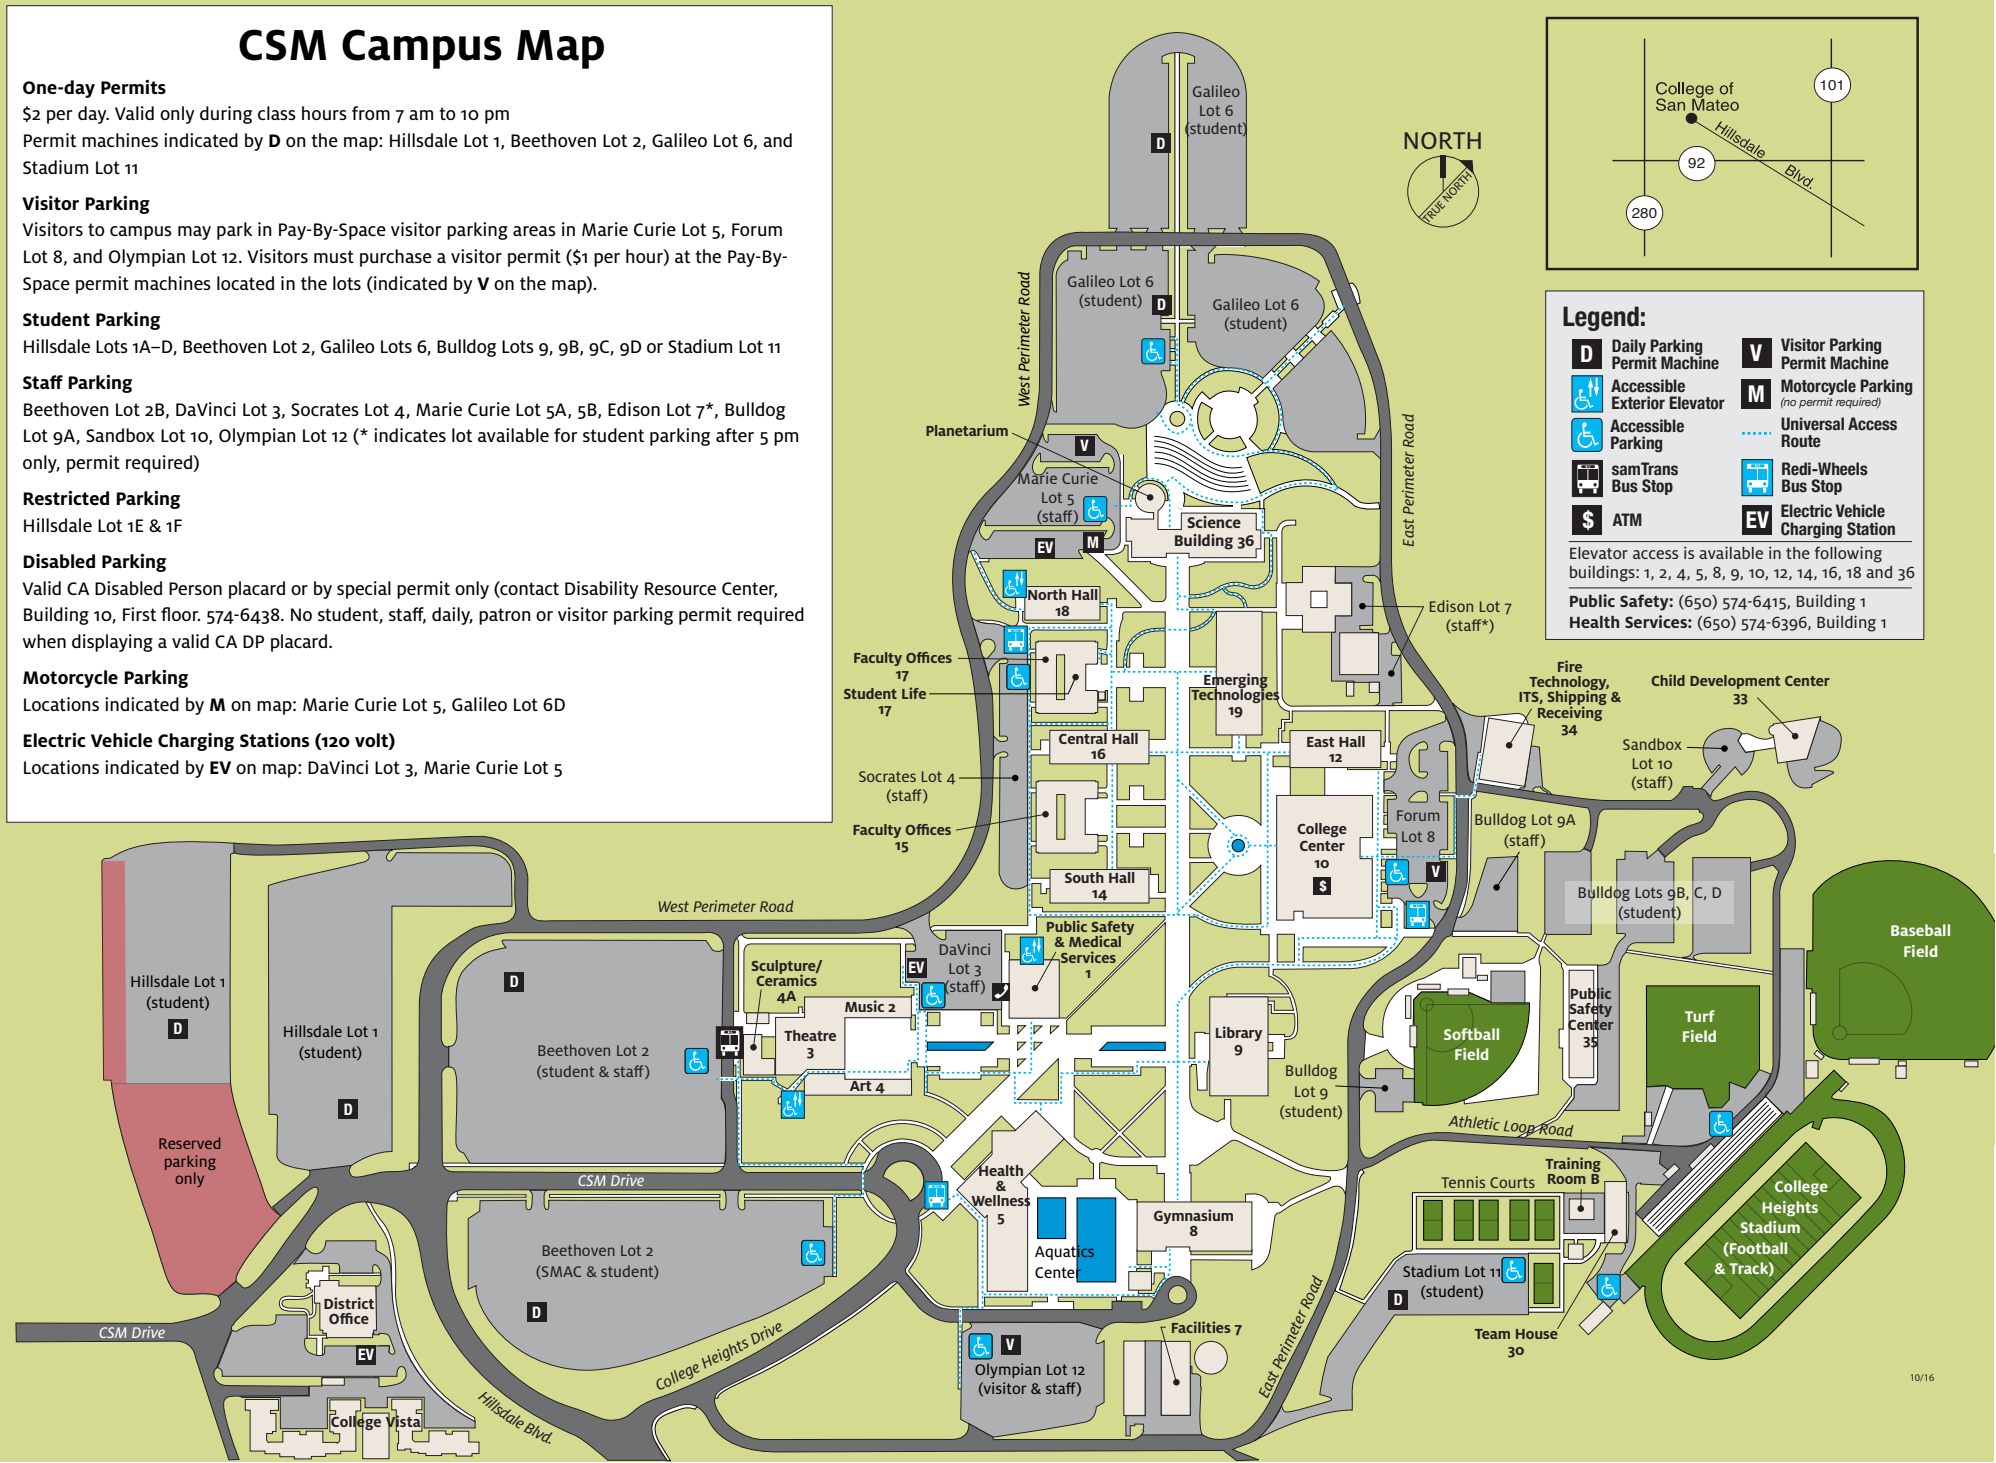 CSM Campus Map
One-day Permits
$2 per day. Valid only during class hours from 7 am to 10 pm
Permit machines indicated by D on the map: Hillsdale Lot 1, Beethoven Lot 2, Galileo Lot 6, and
Stadium Lot 11
Visitor Parking
Visitors to campus may park in Pay-By-Space visitor parking areas in Marie Curie Lot 5, Forum
Lot 8, and Olympian Lot 12. Visitors must purchase a visitor permit ($1 per hour) at the Pay-By-
Space permit machines located in the lots (indicated by V on the map).
Student Parking
Hillsdale Lots 1A–D, Beethoven Lot 2, Galileo Lots 6, Bulldog Lots 9, 9B, 9C, 9D or Stadium Lot 11
Staff Parking
Beethoven Lot 2B, DaVinci Lot 3, Socrates Lot 4, Marie Curie Lot 5A, 5B, Edison Lot 7*, Bulldog
Lot 9A, Sandbox Lot 10, Olympian Lot 12 (* indicates lot available for student parking after 5 pm
only, permit required)
Restricted Parking
Hillsdale Lot 1E & 1F
Disabled Parking
Valid CA Disabled Person placard or by special permit only (contact Disability Resource Center,
Building 10, First floor. 574-6438. No student, staff, daily, patron or visitor parking permit required
when displaying a valid CA DP placard.
Motorcycle Parking
Locations indicated by M on map: Marie Curie Lot 5, Galileo Lot 6D
Electric Vehicle Charging Stations (120 volt)
Locations indicated by EV on map: DaVinci Lot 3, Marie Curie Lot 5
Galileo
Lot 6
(student)
D
NORTH
TRUE NORTH
College of
San Mateo
101
Hillsdale
Blvd.
92
280
Legend:
D
Daily Parking
Permit Machine
V
Visitor Parking
Permit Machine
Accessible
Exterior Elevator
M
Motorcycle Parking
(no permit required)
Accessible
Parking
Universal Access
Route
samTrans
Bus Stop
Redi-Wheels
Bus Stop
$
ATM
EV
Electric Vehicle
Charging Station
Elevator access is available in the following
buildings: 1, 2, 4, 5, 8, 9, 10, 12, 14, 16, 18 and 36
Public Safety: (650) 574-6415, Building 1
Health Services: (650) 574-6396, Building 1
West Perimeter Road
Galileo Lot 6
(student)
D
Galileo Lot 6
(student)
East Perimeter Road
Planetarium
V
Marie Curie
Lot 5
(staff)
EV
M
Science
Building 36
North Hall
18
Edison Lot 7
(staff*)
Faculty Offices
17
Student Life
17
Emerging
Technologies
19
Fire
Technology,
ITS, Shipping &
Receiving
34
Child Development Center
33
Sandbox
Lot 10
(staff)
Central Hall
16
East Hall
12
Socrates Lot 4
(staff)
Faculty Offices
15
College
Center
10
$
Forum
Lot 8
V
Bulldog Lot 9A
(staff)
Bulldog Lots 9B, C, D
(student)
South Hall
14
West Perimeter Road
Public Safety
& Medical
Services
1
DaVinci
Lot 3
(staff)
EV
Baseball
Field
Hillsdale Lot 1
(student)
D
Hillsdale Lot 1
(student)
D
D
Beethoven Lot 2
(student & staff)
Sculpture/
Ceramics
4A
Music 2
Theatre
3
Art 4
Library
9
Softball
Field
Public
Safety
Center
35
Turf
Field
Bulldog
Lot 9
(student)
Athletic Loop Road
Reserved
parking
only
CSM Drive
Health
&
Wellness
5
Aquatics
Center
Gymnasium
8
Tennis Courts
Training
Room B
College
Heights
Stadium
(Football
& Track)
Beethoven Lot 2
(SMAC & student)
D
Stadium Lot 11
(student)
D
Team House
30
District
Office
EV
CSM Drive
College Vista
Hillsdale Blvd.
College Heights Drive
V
Olympian Lot 12
(visitor & staff)
Facilities 7
East Perimeter Road
10/16